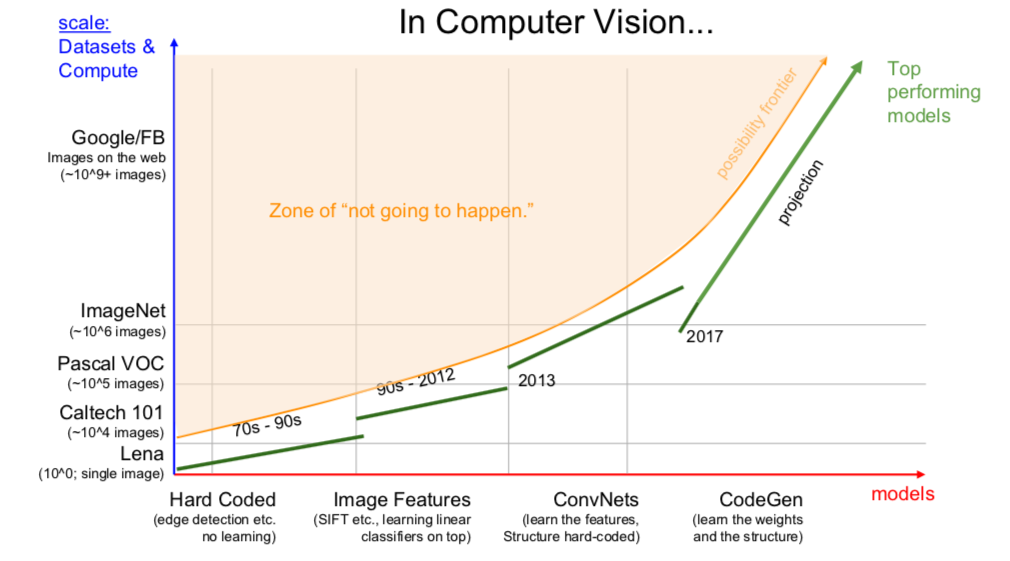 In Computer Vision...
scale:
Datasets &
Compute
Google/FB
Images on the web
(~10^9+ images)
ImageNet
(~10^6 images)
Pascal VOC
(~10^5 images)
Caltech 101
(~10^4 images)
Lena
(10^0; single image)
Zone of “not going to happen.”
possibility frontier
Top
performing
models
projection
70s - 90s
90s - 2012
2013
2017
models
Hard Coded
(edge detection etc.
no learning)
Image Features
(SIFT etc., learning linear
classifiers on top)
ConvNets
(learn the features,
Structure hard-coded)
CodeGen
(learn the weights
and the structure)